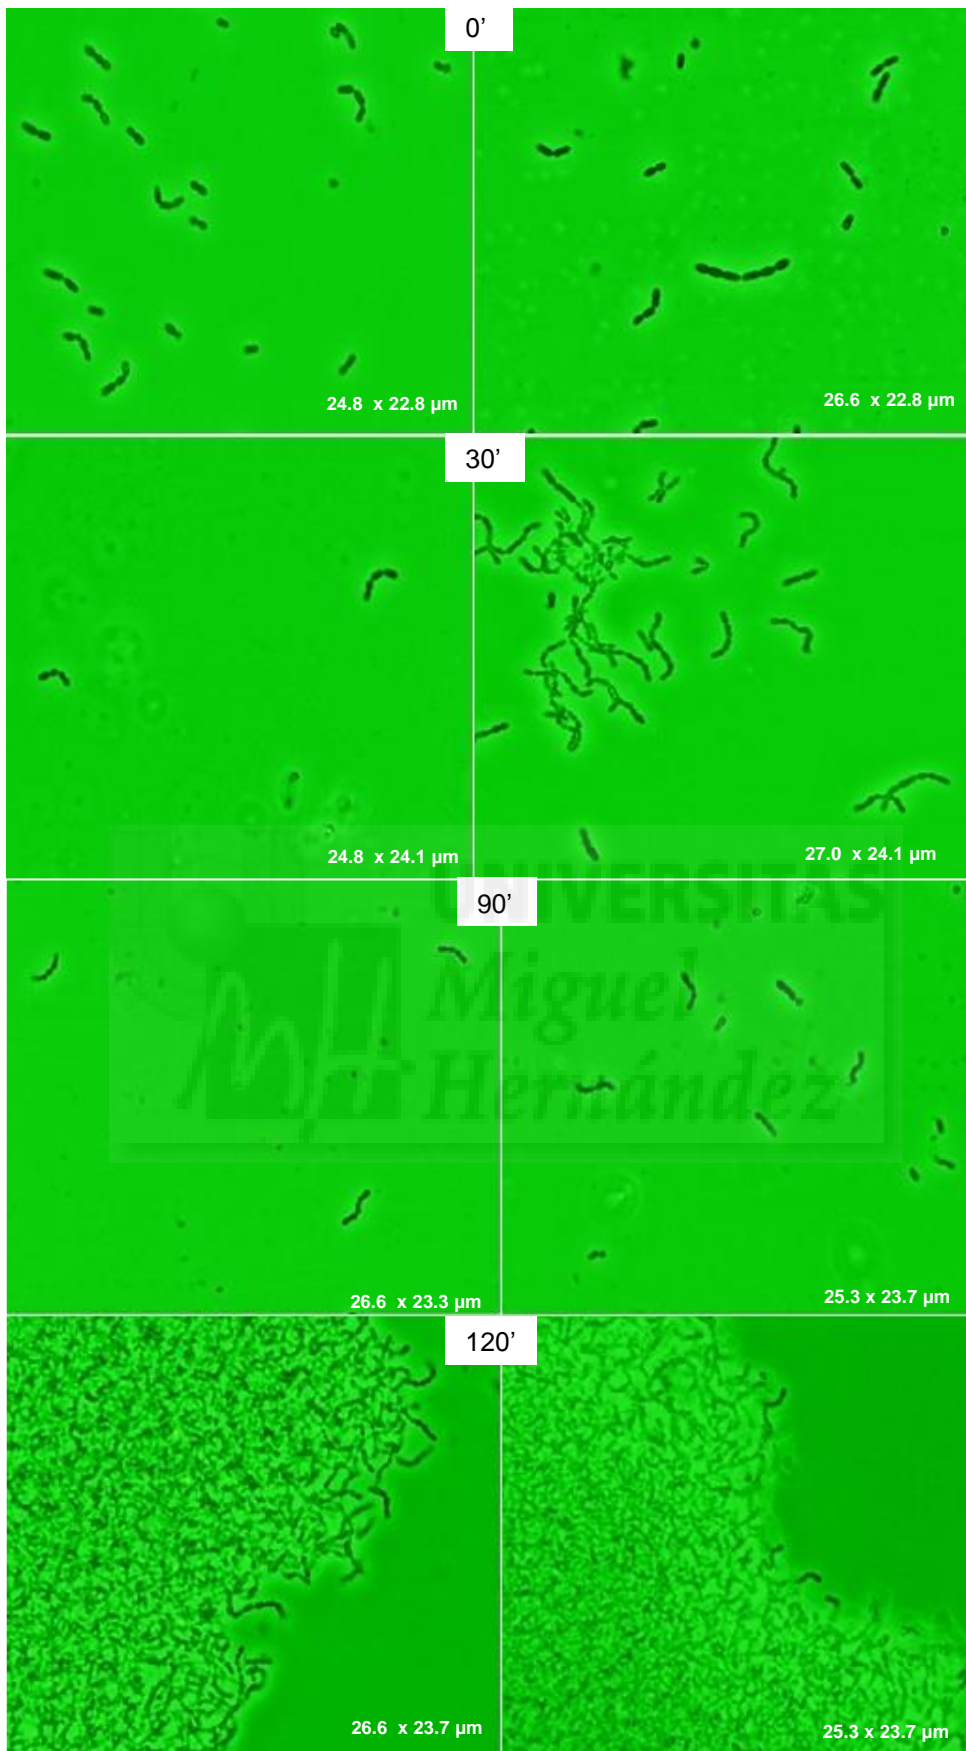 0’
24.8 x 22.8 µm
26.6 x 22.8 µm
30’
24.8 x 24.1 µm
27.0 x 24.1 µm
90’
UNIVERSITAS
Miguel
Hernández
26.6 x 23.3 µm
25.3 x 23.7 µm
120’
26.6 x 23.7 µm
25.3 x 23.7 µm